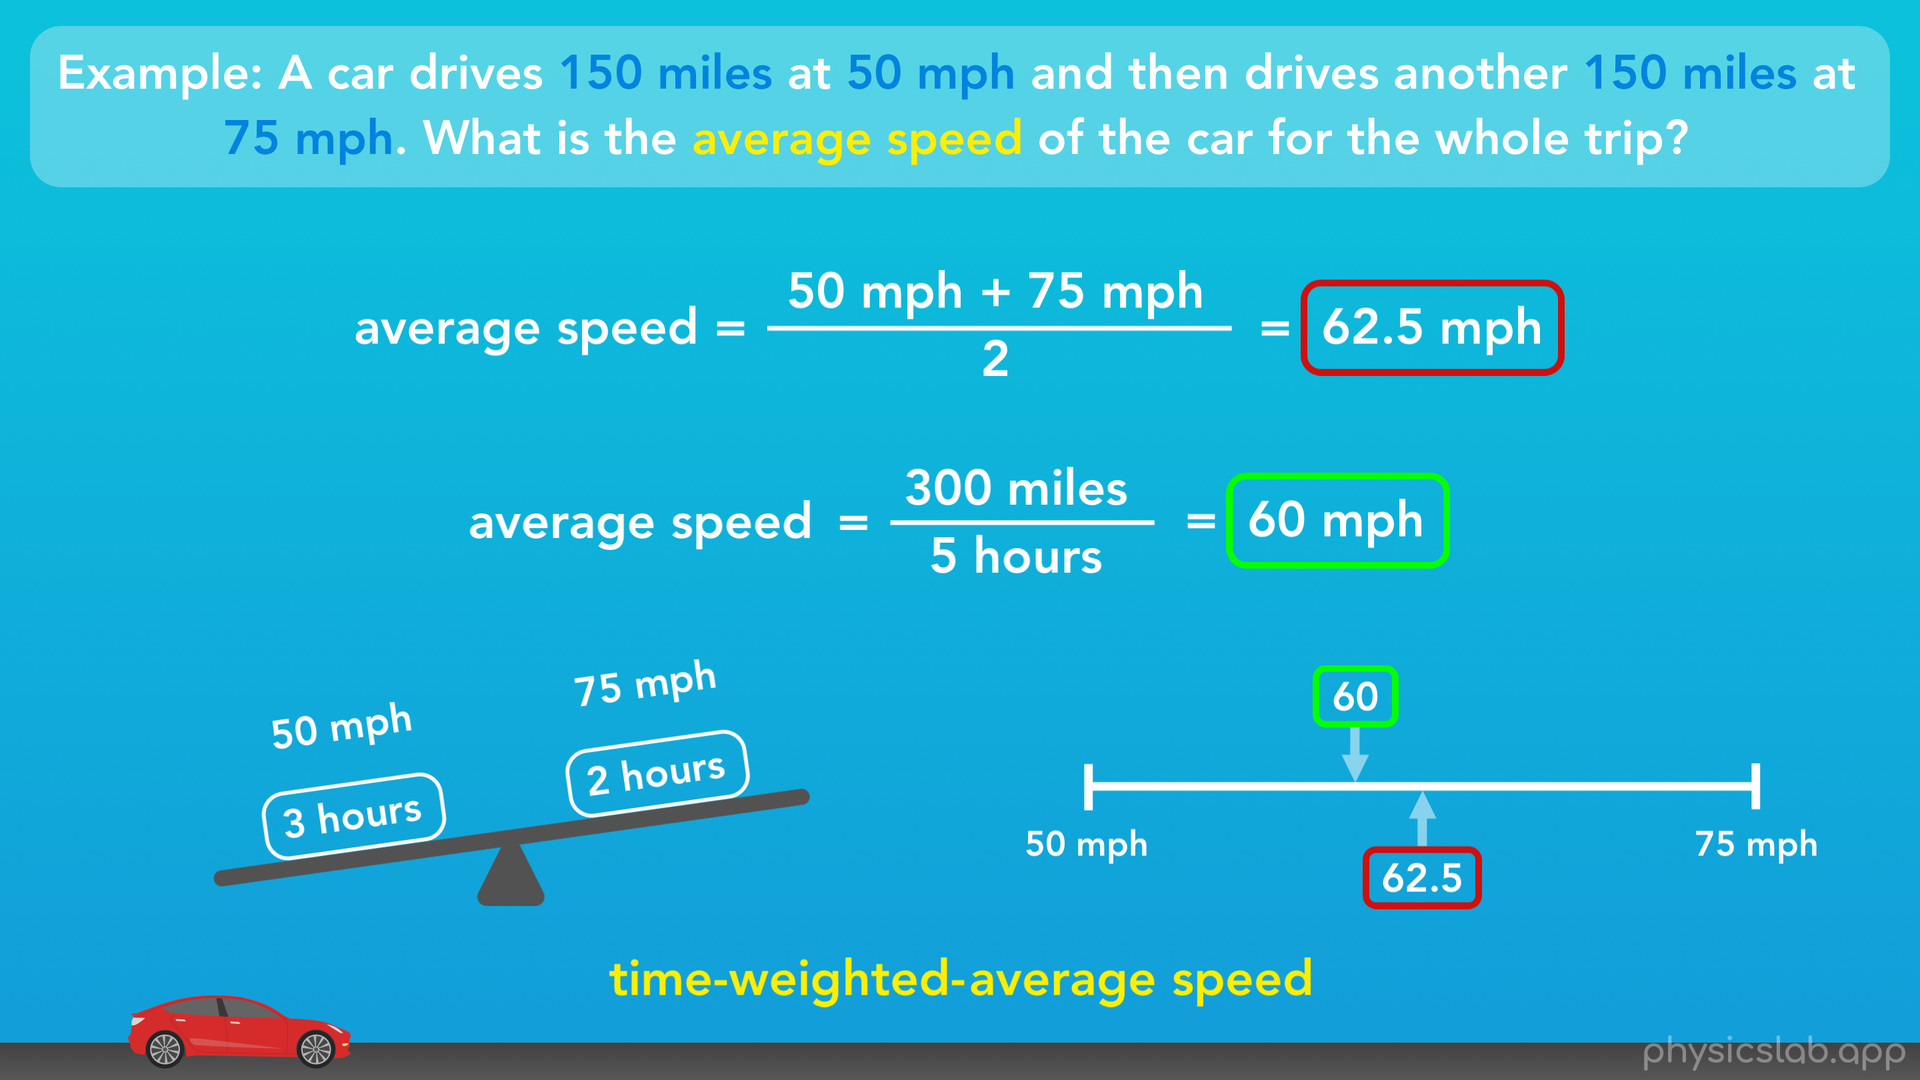 Example: A car drives 150 miles at 50 mph and then drives another 150 miles at
75 mph. What is the average speed of the car for the whole trip?
50 mph + 75 mph
average speed = = 62.5 mph
2
300 miles
average speed = = 60 mph
5 hours
50 mph
75 mph
3 hours
2 hours
60
50 mph
75 mph
62.5
time-weighted-average speed
physicslab.app